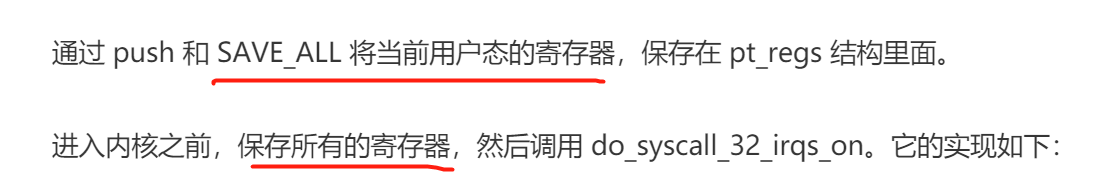 通过 push 和 SAVE_ALL 将当前用户态的寄存器，保存在 pt_regs 结构里面。
进入内核之前，保存所有的寄存器，然后调用 do_syscall_32_irqs_on。它的实现如下：